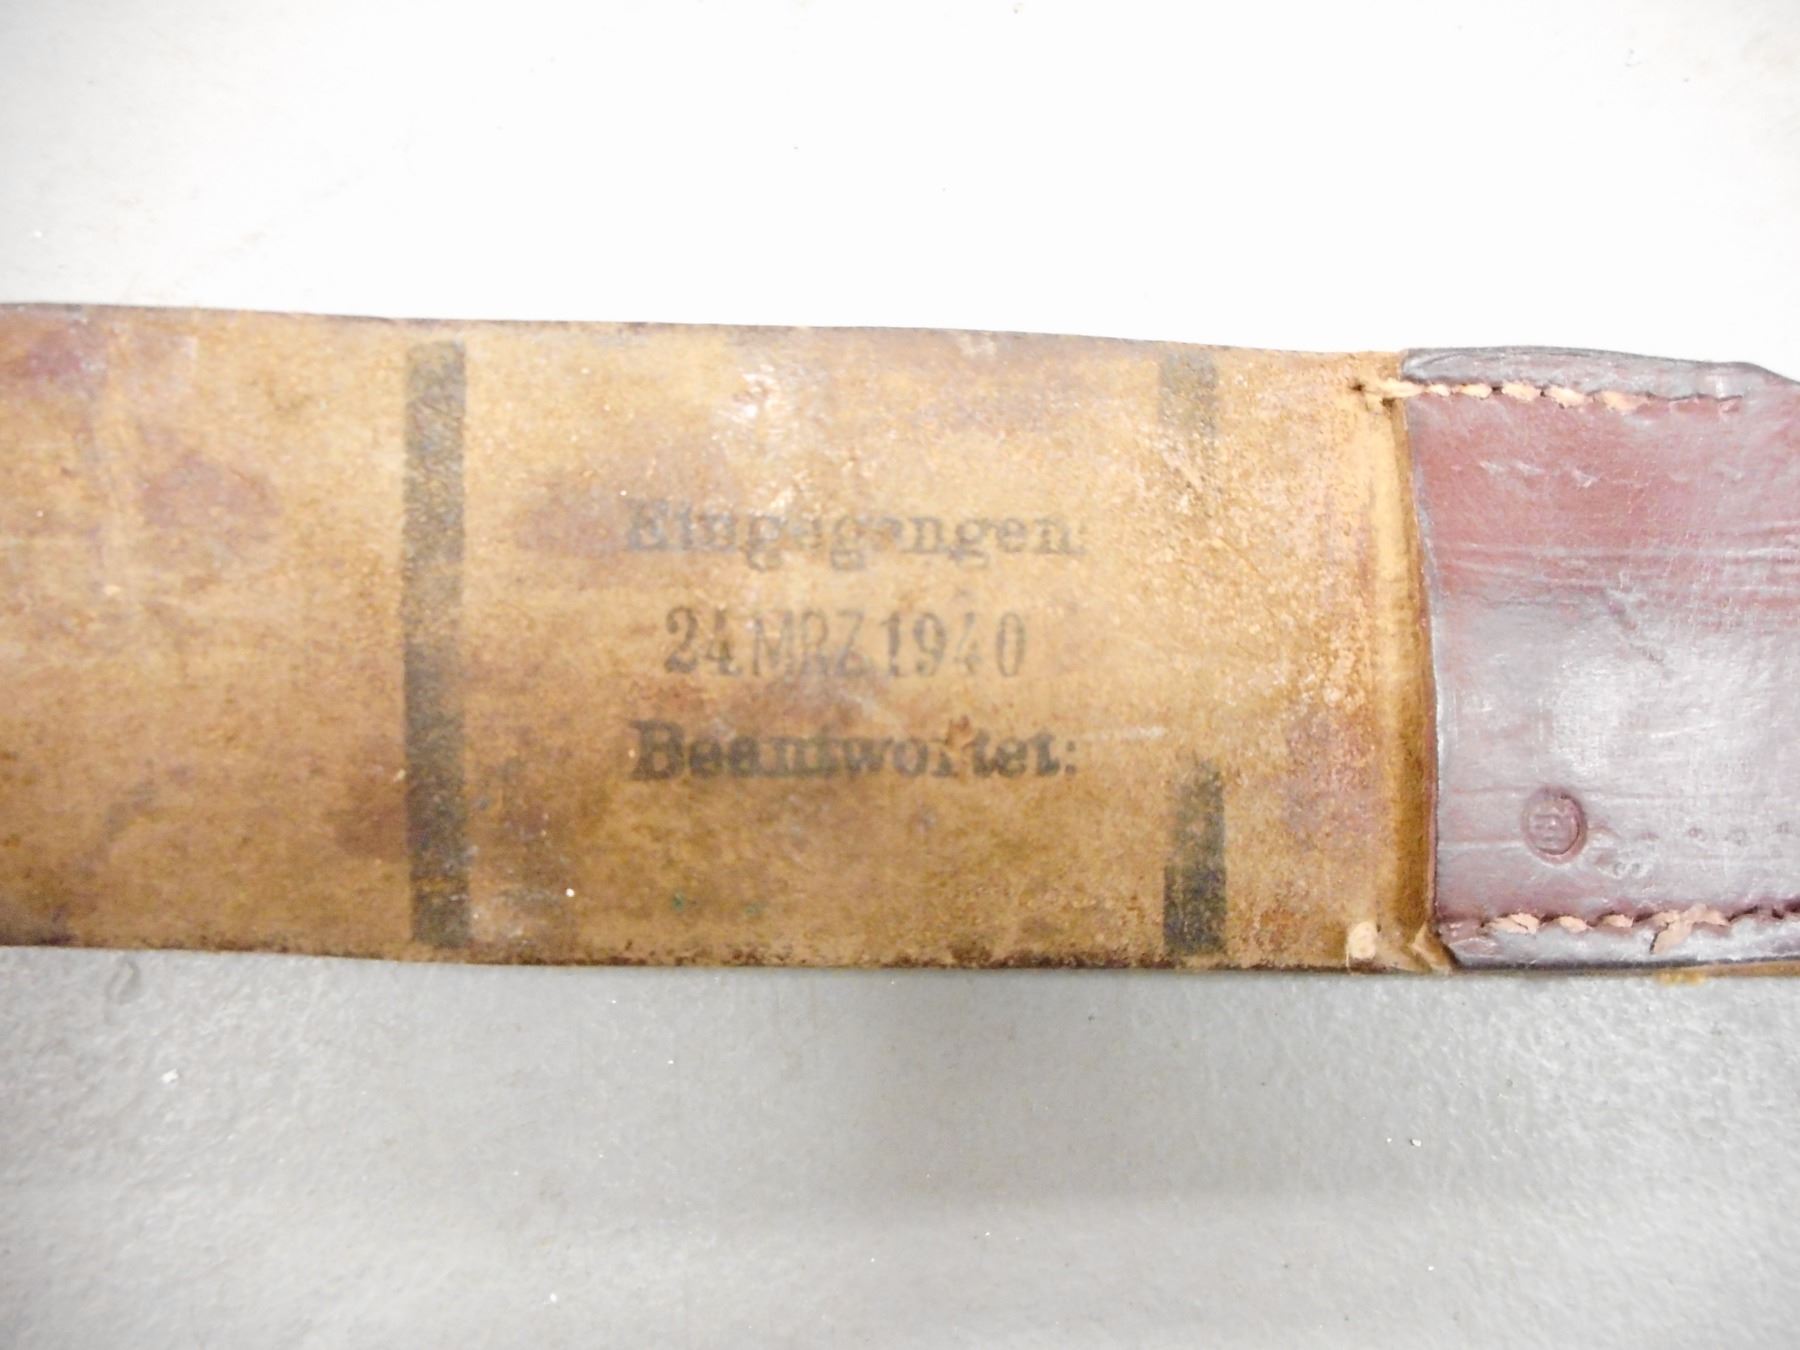 Eingegangen:
24 MRZ 1940
Beantwortet: